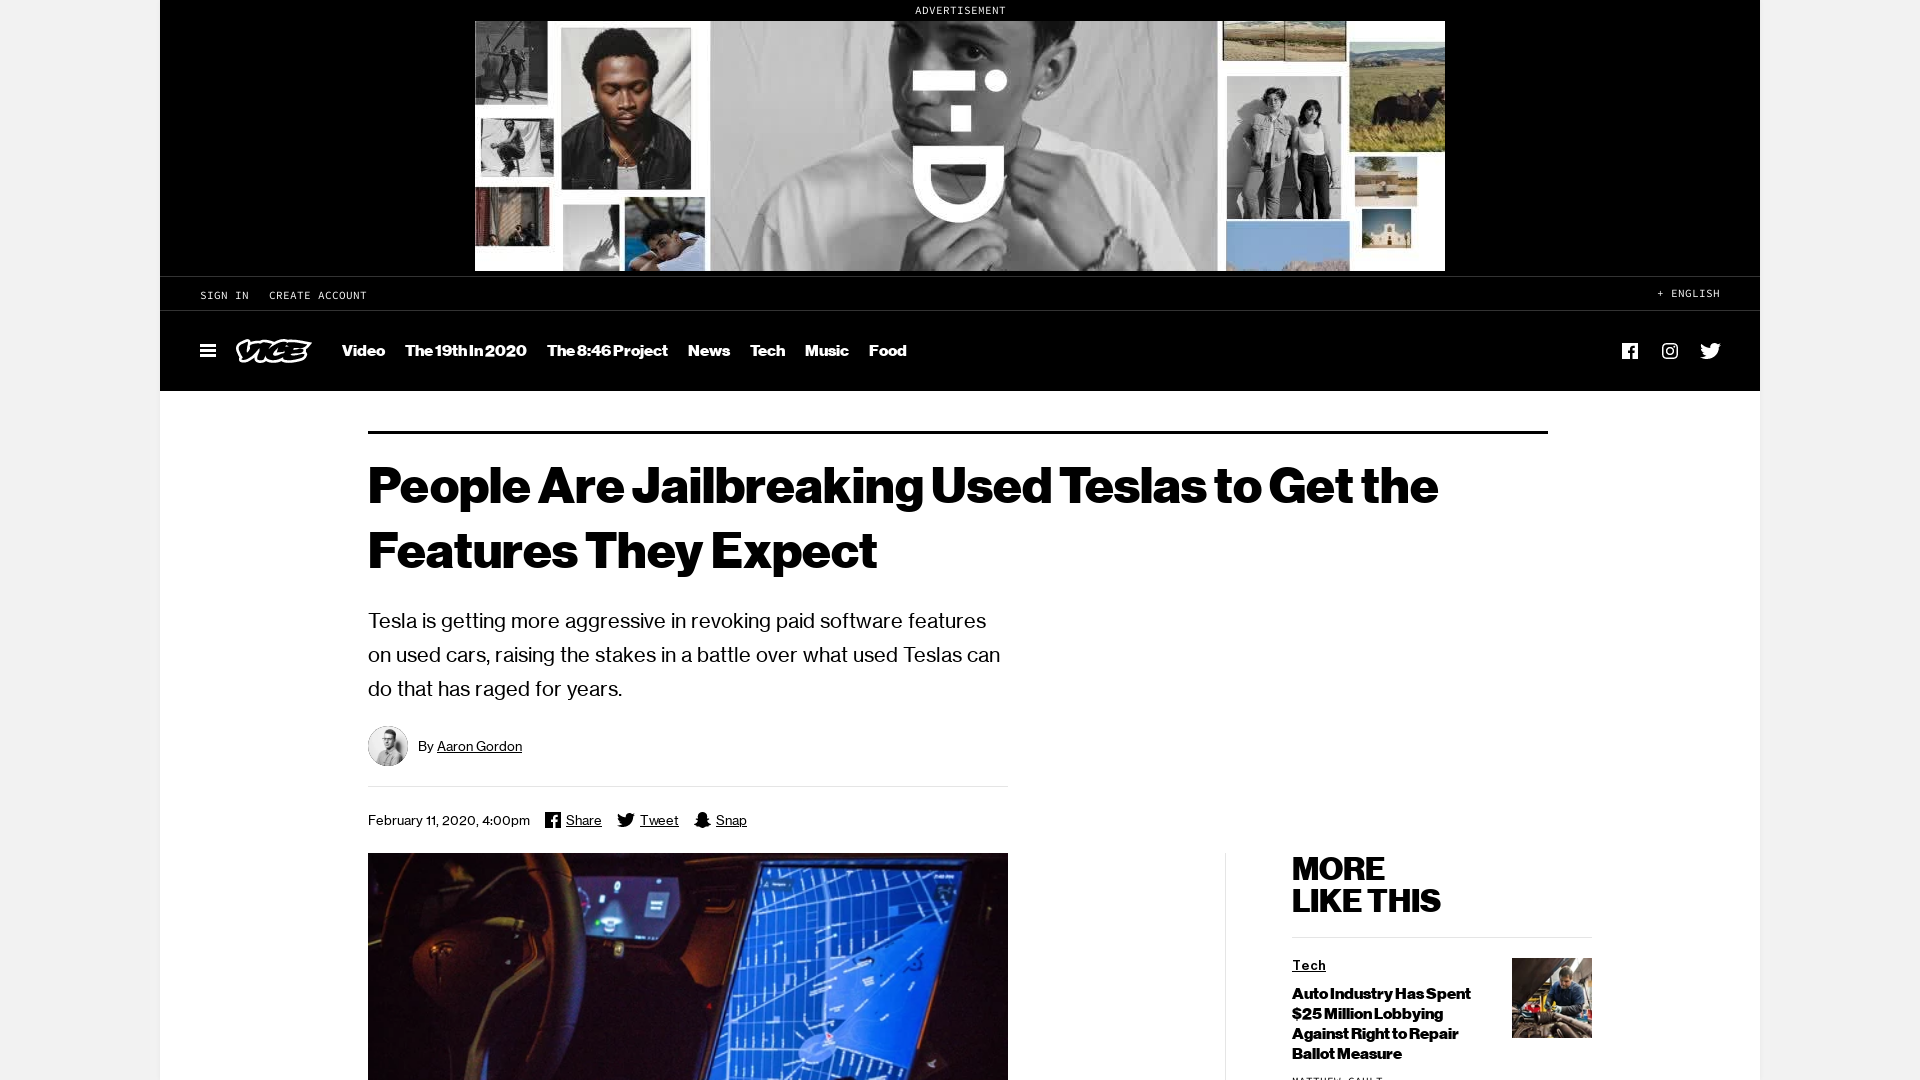 ADVERTISEMENT
i-D
SIGN IN CREATE ACCOUNT + ENGLISH
VICE Video The 19th In 2020 The 8:46 Project News Tech Music Food
People Are Jailbreaking Used Teslas to Get the
Features They Expect
Tesla is getting more aggressive in revoking paid software features
on used cars, raising the stakes in a battle over what used Teslas can
do that has raged for years.
By Aaron Gordon
February 11, 2020, 4:00pm Share Tweet Snap
MORE
LIKE THIS
Tech
Auto Industry Has Spent
$25 Million Lobbying
Against Right to Repair
Ballot Measure